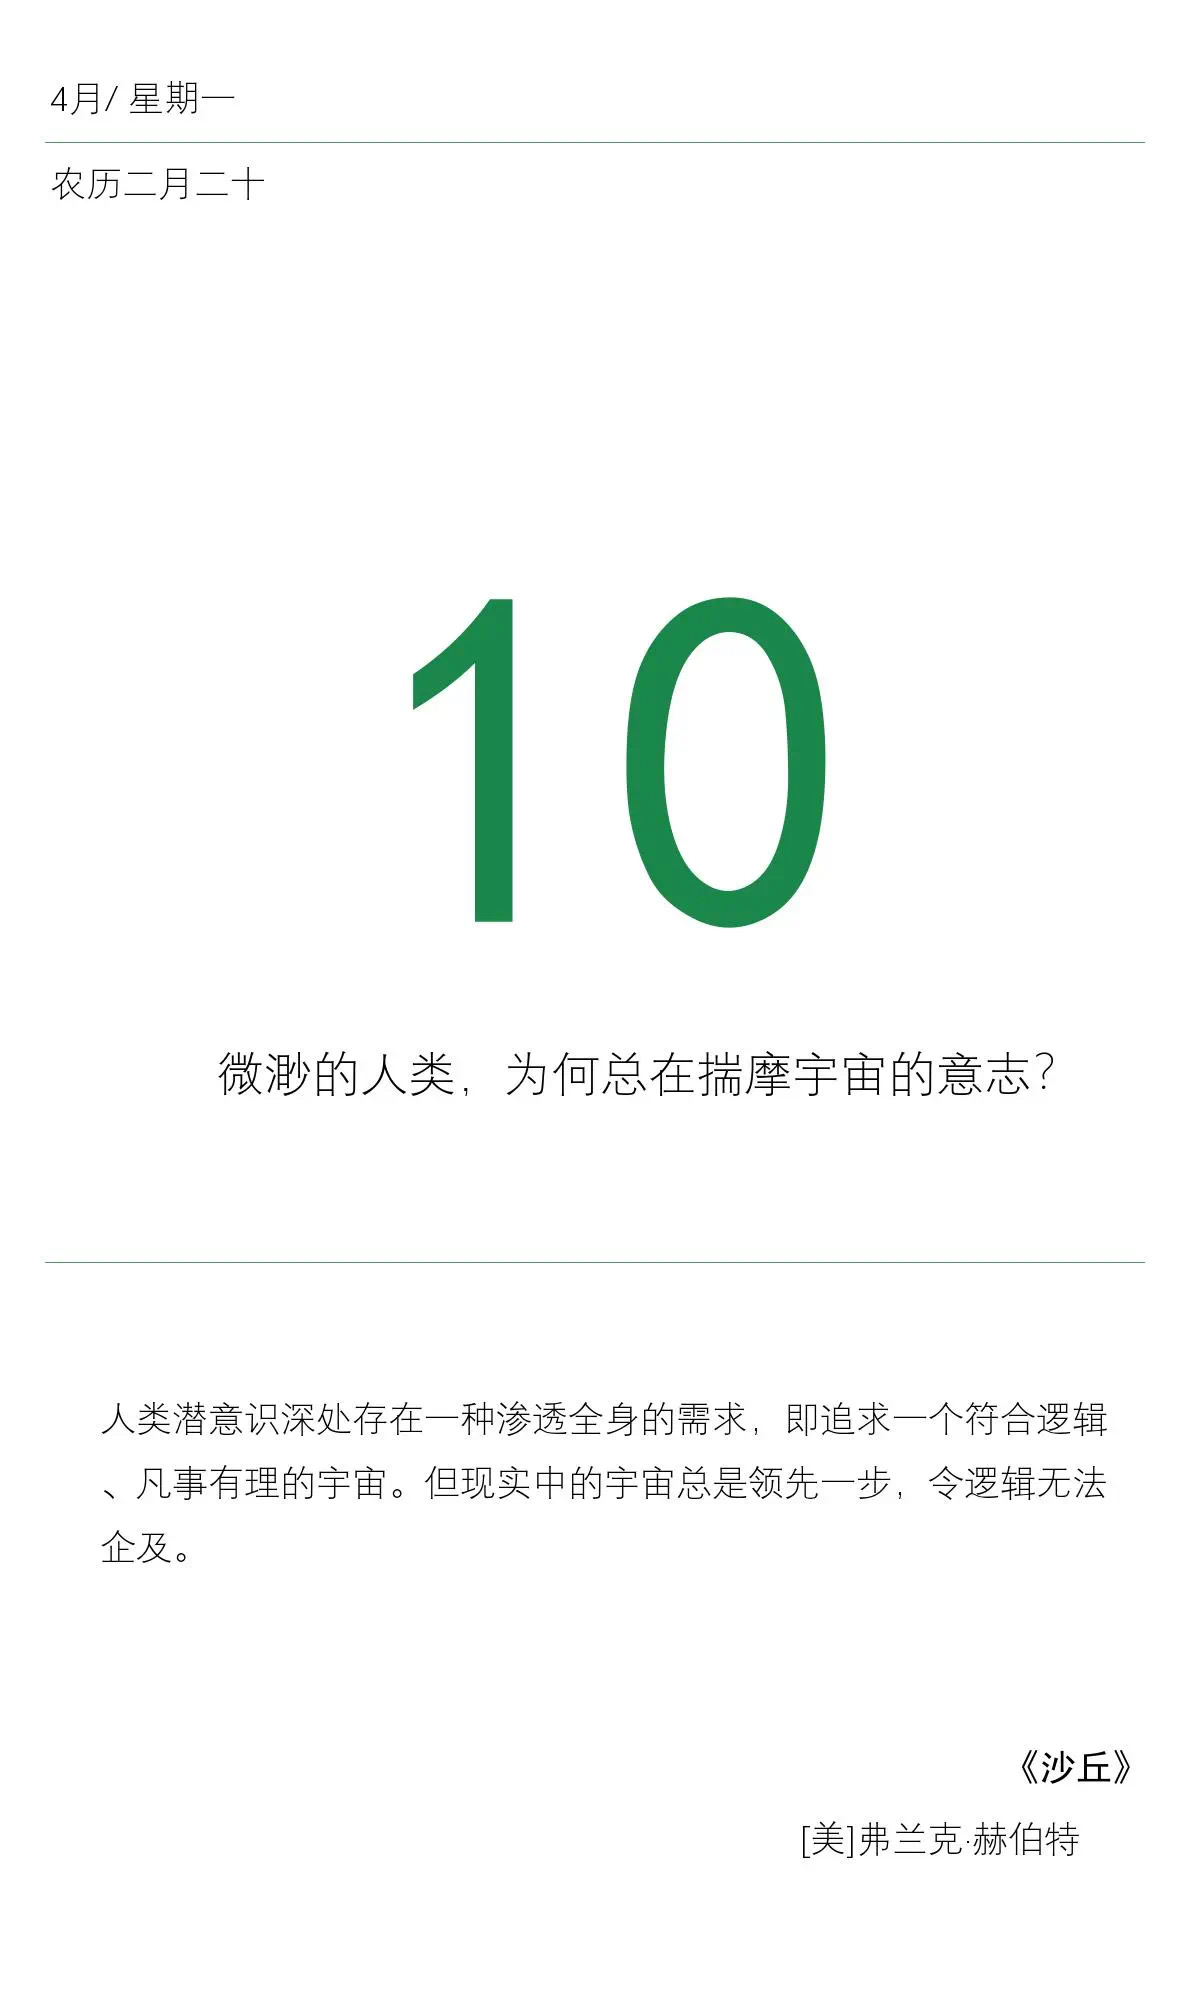 4月/ 星期一
农历二月二十
10
微渺的人类，为何总在揣摩宇宙的意志？
人类潜意识深处存在一种渗透全身的需求，即追求一个符合逻辑
、凡事有理的宇宙。但现实中的宇宙总是领先一步，令逻辑无法
企及。
《沙丘》
[美]弗兰克·赫伯特